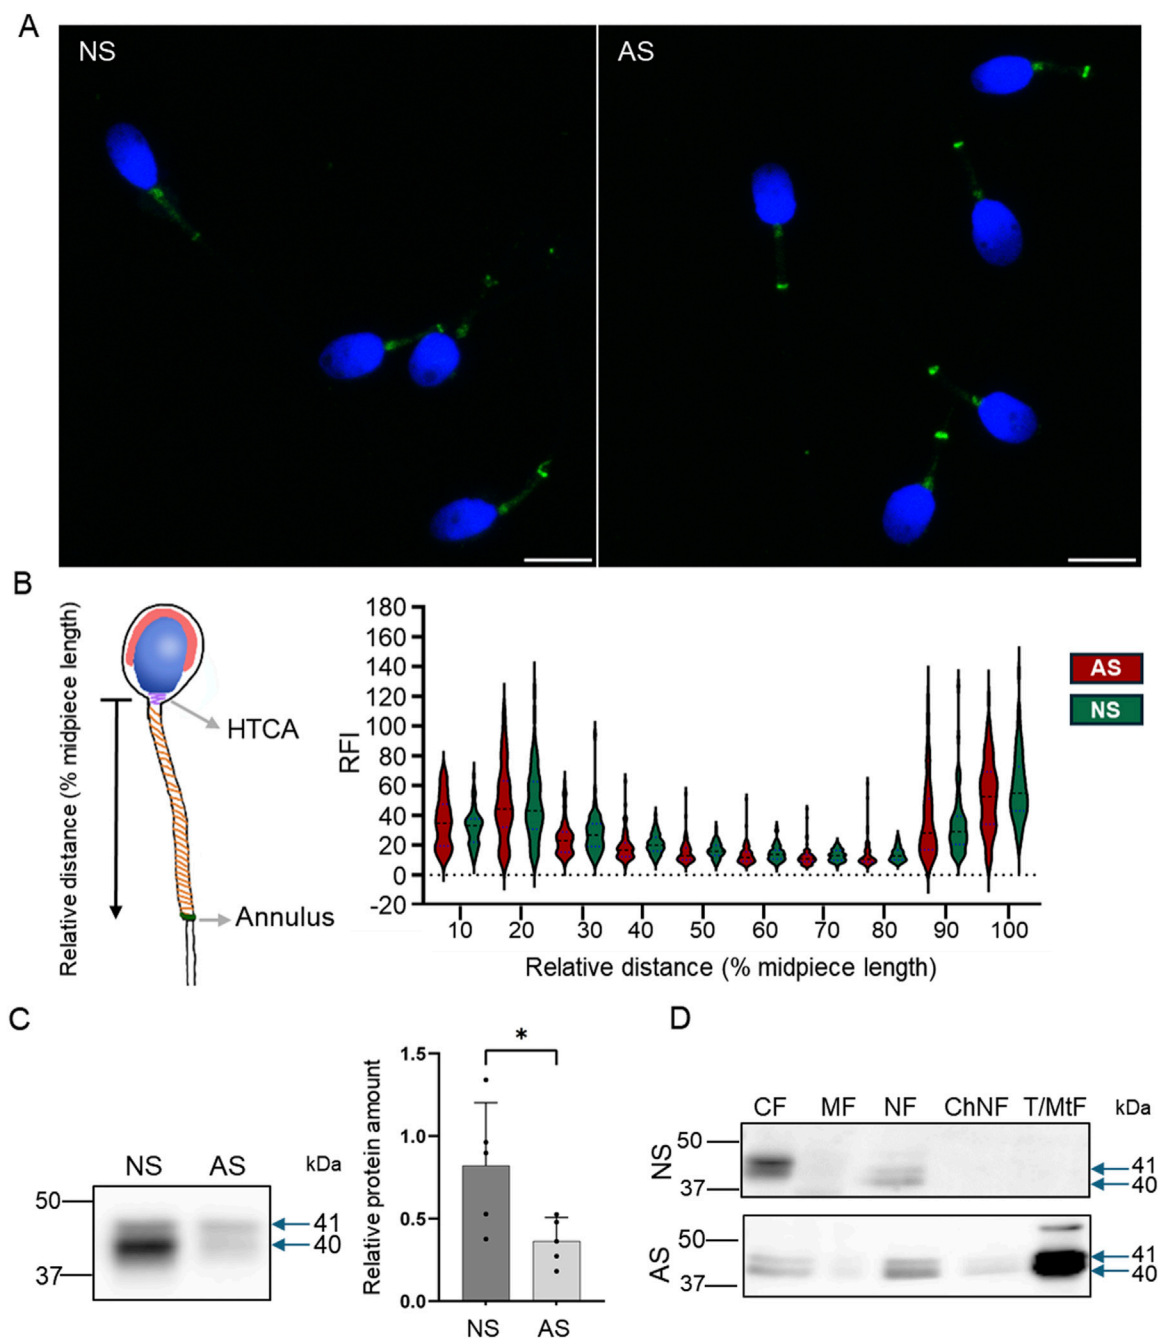 A
NS
AS
B
Relative distance (% midpiece length)
HTCA
Annulus
RFI
180
160
140
120
100
80
60
40
20
0
-20
10 20 30 40 50 60 70 80 90 100
Relative distance (% midpiece length)
AS
NS
C
NS AS kDa
50
41
40
37
Relative protein amount
1.5
1.0
0.5
0.0
*
NS AS
D
CF MF NF ChNF T/MtF kDa
NS
50
41
40
37
AS
50
41
40
37